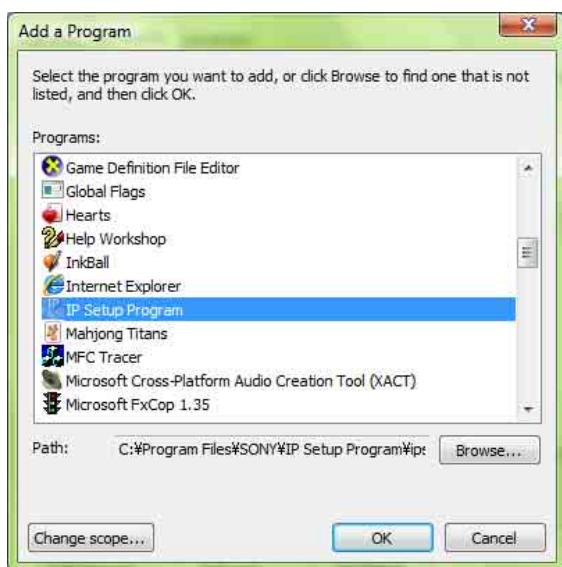 Add a Program
Select the program you want to add, or click Browse to find one that is not
listed, and then click OK.
Programs:
Game Definition File Editor
Global Flags
Hearts
Help Workshop
InkBall
Internet Explorer
IP Setup Program
Mahjong Titans
MFC Tracer
Microsoft Cross-Platform Audio Creation Tool (XACT)
Microsoft FxCop 1.35
Path: C:¥Program Files¥SONY¥IP Setup Program¥ips Browse...
Change scope... OK Cancel